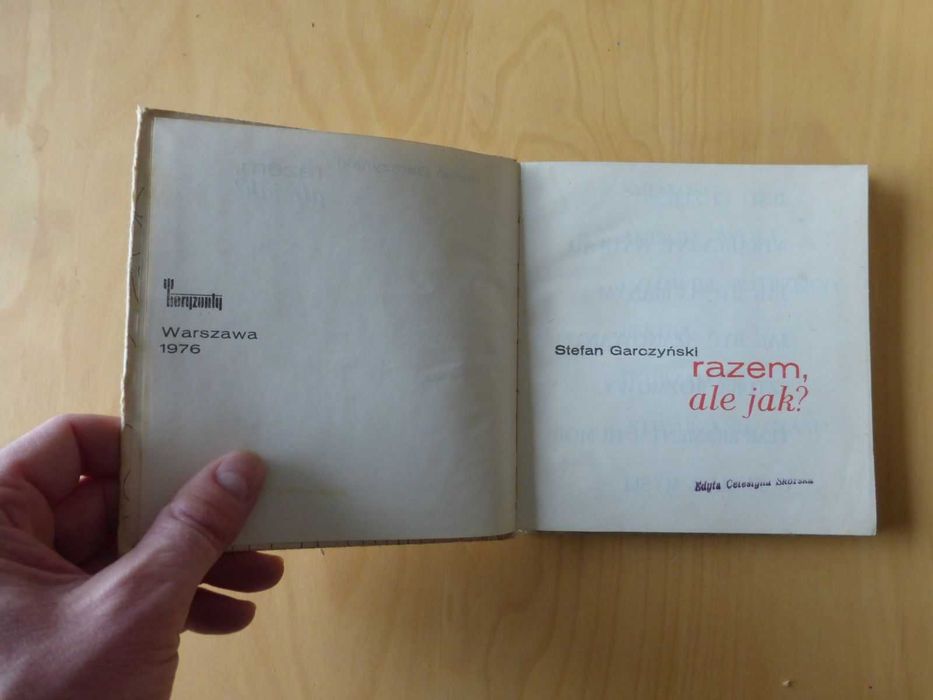 horyzonty
Warszawa
1976
Stefan Garczyński
razem,
ale jak?
Edyta Celestyna Skórska